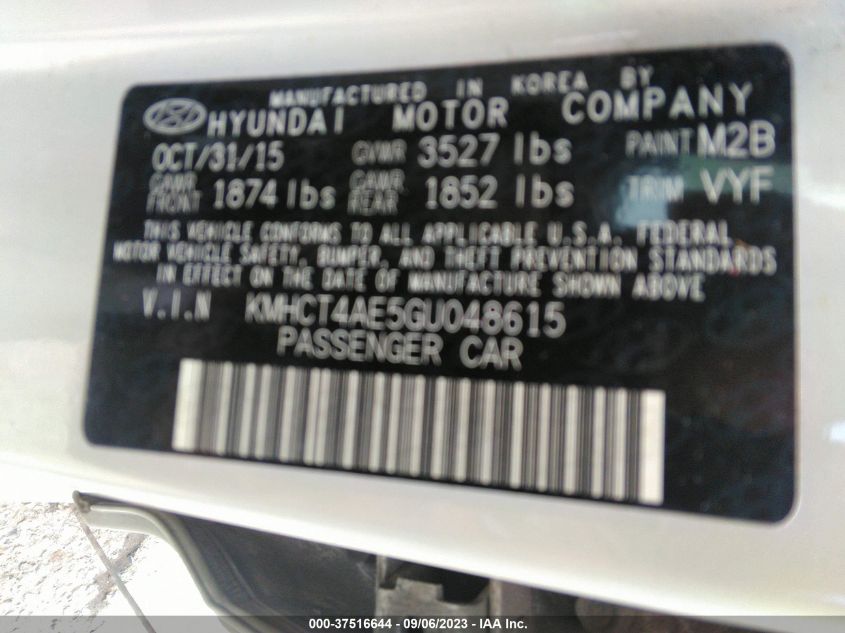 MANUFACTURED IN KOREA BY
HYUNDAI MOTOR COMPANY
OCT/31/15 GVWR 3527 lbs PAINT M2B
GAWR FRONT 1874 lbs GAWR REAR 1852 lbs TRIM VYF
THIS VEHICLE CONFORMS TO ALL APPLICABLE U.S.A. FEDERAL
MOTOR VEHICLE SAFETY, BUMPER, AND THEFT PREVENTION STANDARDS
IN EFFECT ON THE DATE OF MANUFACTURE SHOWN ABOVE
V.I.N KMHCT4AE5GU048615
PASSENGER CAR
000-37516644 - 09/06/2023 - IAA Inc.